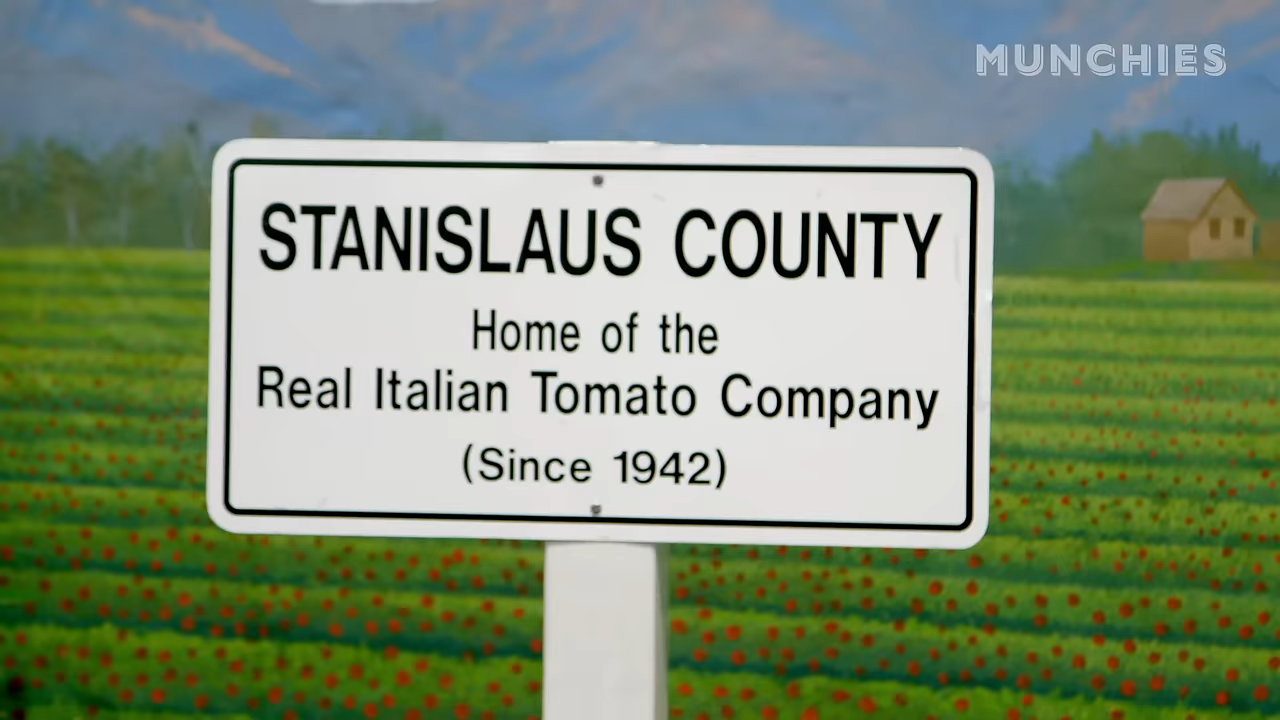 MUNCHIES
STANISLAUS COUNTY
Home of the
Real Italian Tomato Company
(Since 1942)